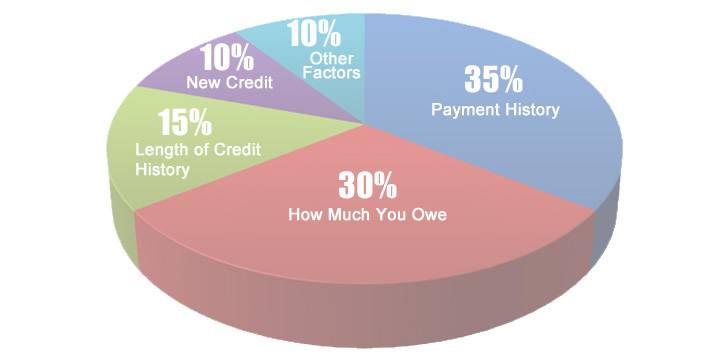 10%
Other
Factors
10%
New Credit
35%
Payment History
15%
Length of Credit
History
30%
How Much You Owe